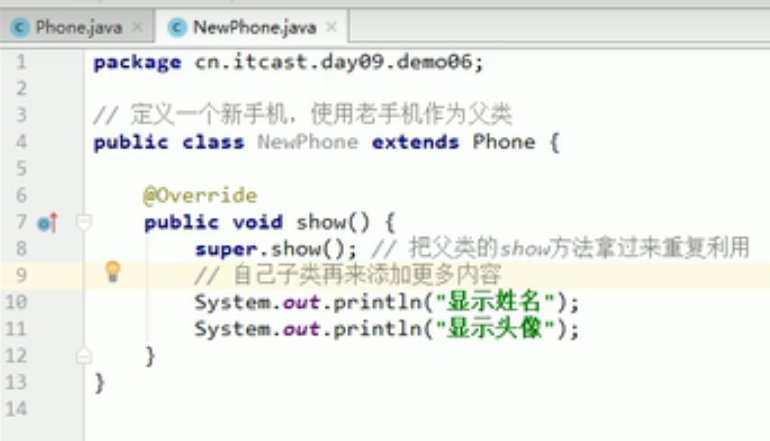 Phone.java
NewPhone.java
1 package cn.itcast.day09.demo06;
2
3 // 定义一个新手机，使用老手机作为父类
4 public class NewPhone extends Phone {
5
6 @Override
7 public void show() {
8 super.show(); // 把父类的show方法拿过来重复利用
9 // 自己子类再来添加更多内容
10 System.out.println("显示姓名");
11 System.out.println("显示头像");
12 }
13 }
14